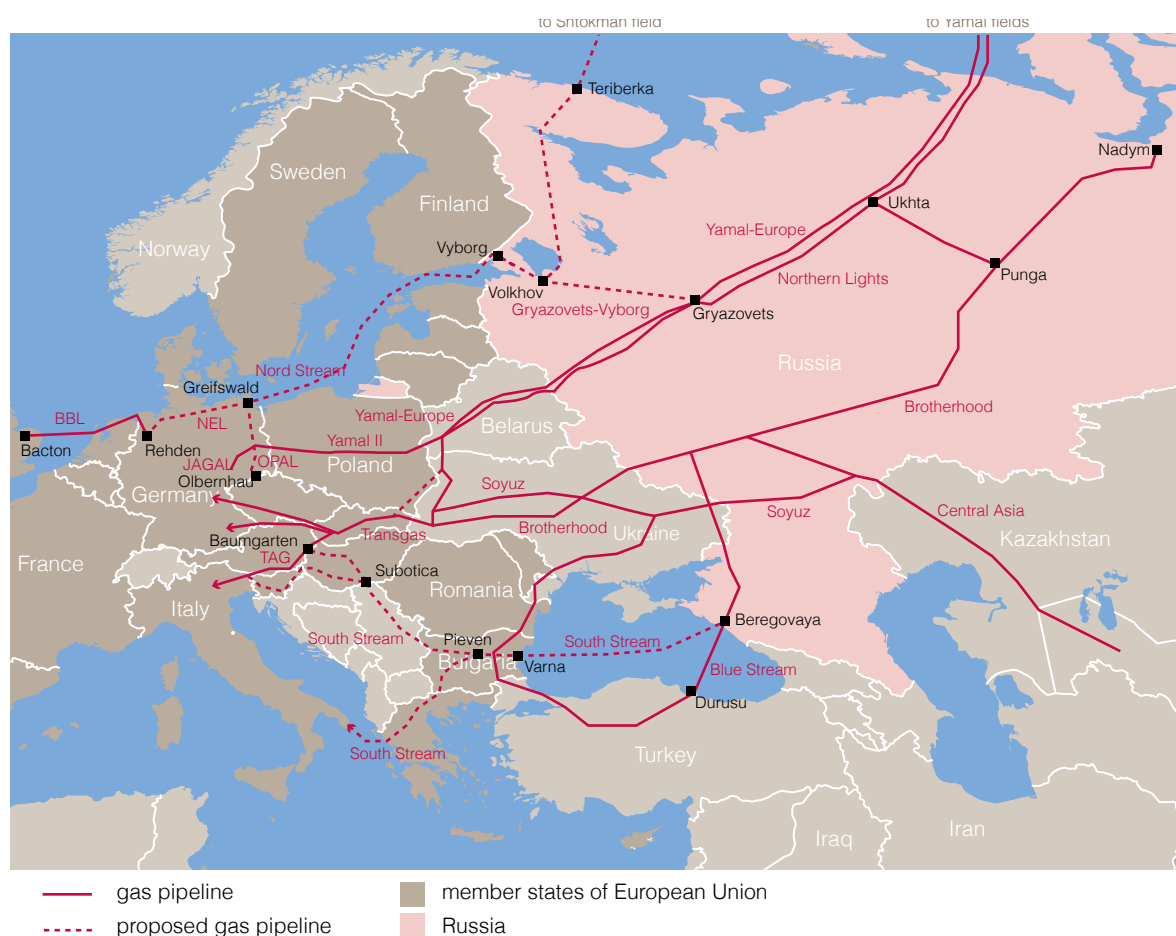 to Shtokman field
to Yamal fields
Teriberka
Nadym
Sweden
Finland
Ukhta
Norway
Yamal-Europe
Vyborg
Punga
Northern Lights
Volkhov
Gryazovets-Vyborg
Gryazovets
Russia
Nord Stream
Greifswald
Brotherhood
BBL
NEL
Yamal-Europe
Belarus
Bacton
Rehden
Yamal II
JAGAL
OPAL
Poland
Olbernhau
Germany
Soyuz
Soyuz
Central Asia
Brotherhood
Transgas
Ukraine
Kazakhstan
Baumgarten
TAG
France
Subotica
Romania
Italy
Beregovaya
South Stream
Pieven
South Stream
Bulgaria
Varna
Blue Stream
Durusu
South Stream
Turkey
Iraq
Iran
gas pipeline
member states of European Union
proposed gas pipeline
Russia